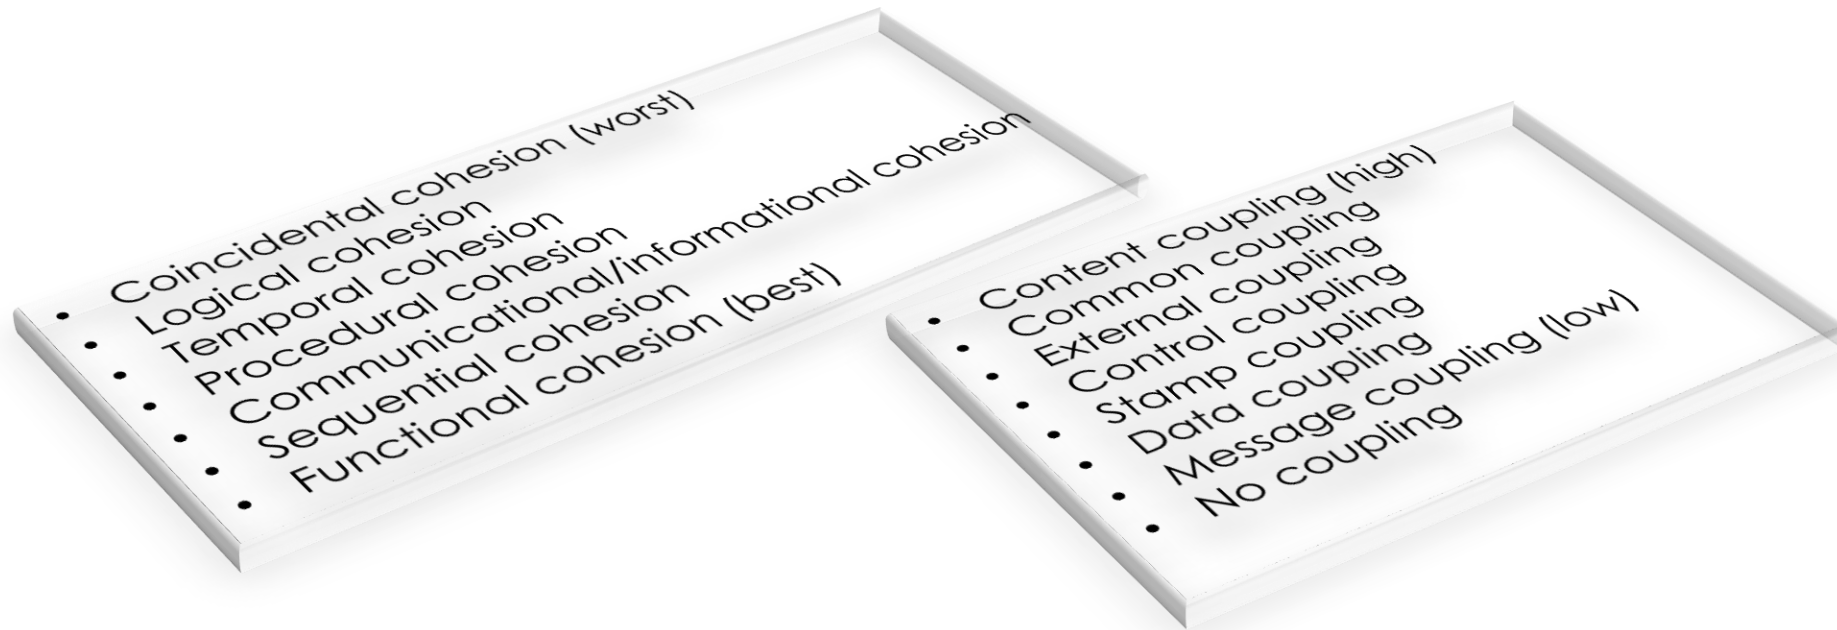 • Coincidental cohesion (worst)
• Logical cohesion
• Temporal cohesion
• Procedural cohesion
• Communicational/informational cohesion
• Sequential cohesion
• Functional cohesion (best)
• Content coupling (high)
• Common coupling
• External coupling
• Control coupling
• Stamp coupling
• Data coupling
• Message coupling (low)
• No coupling